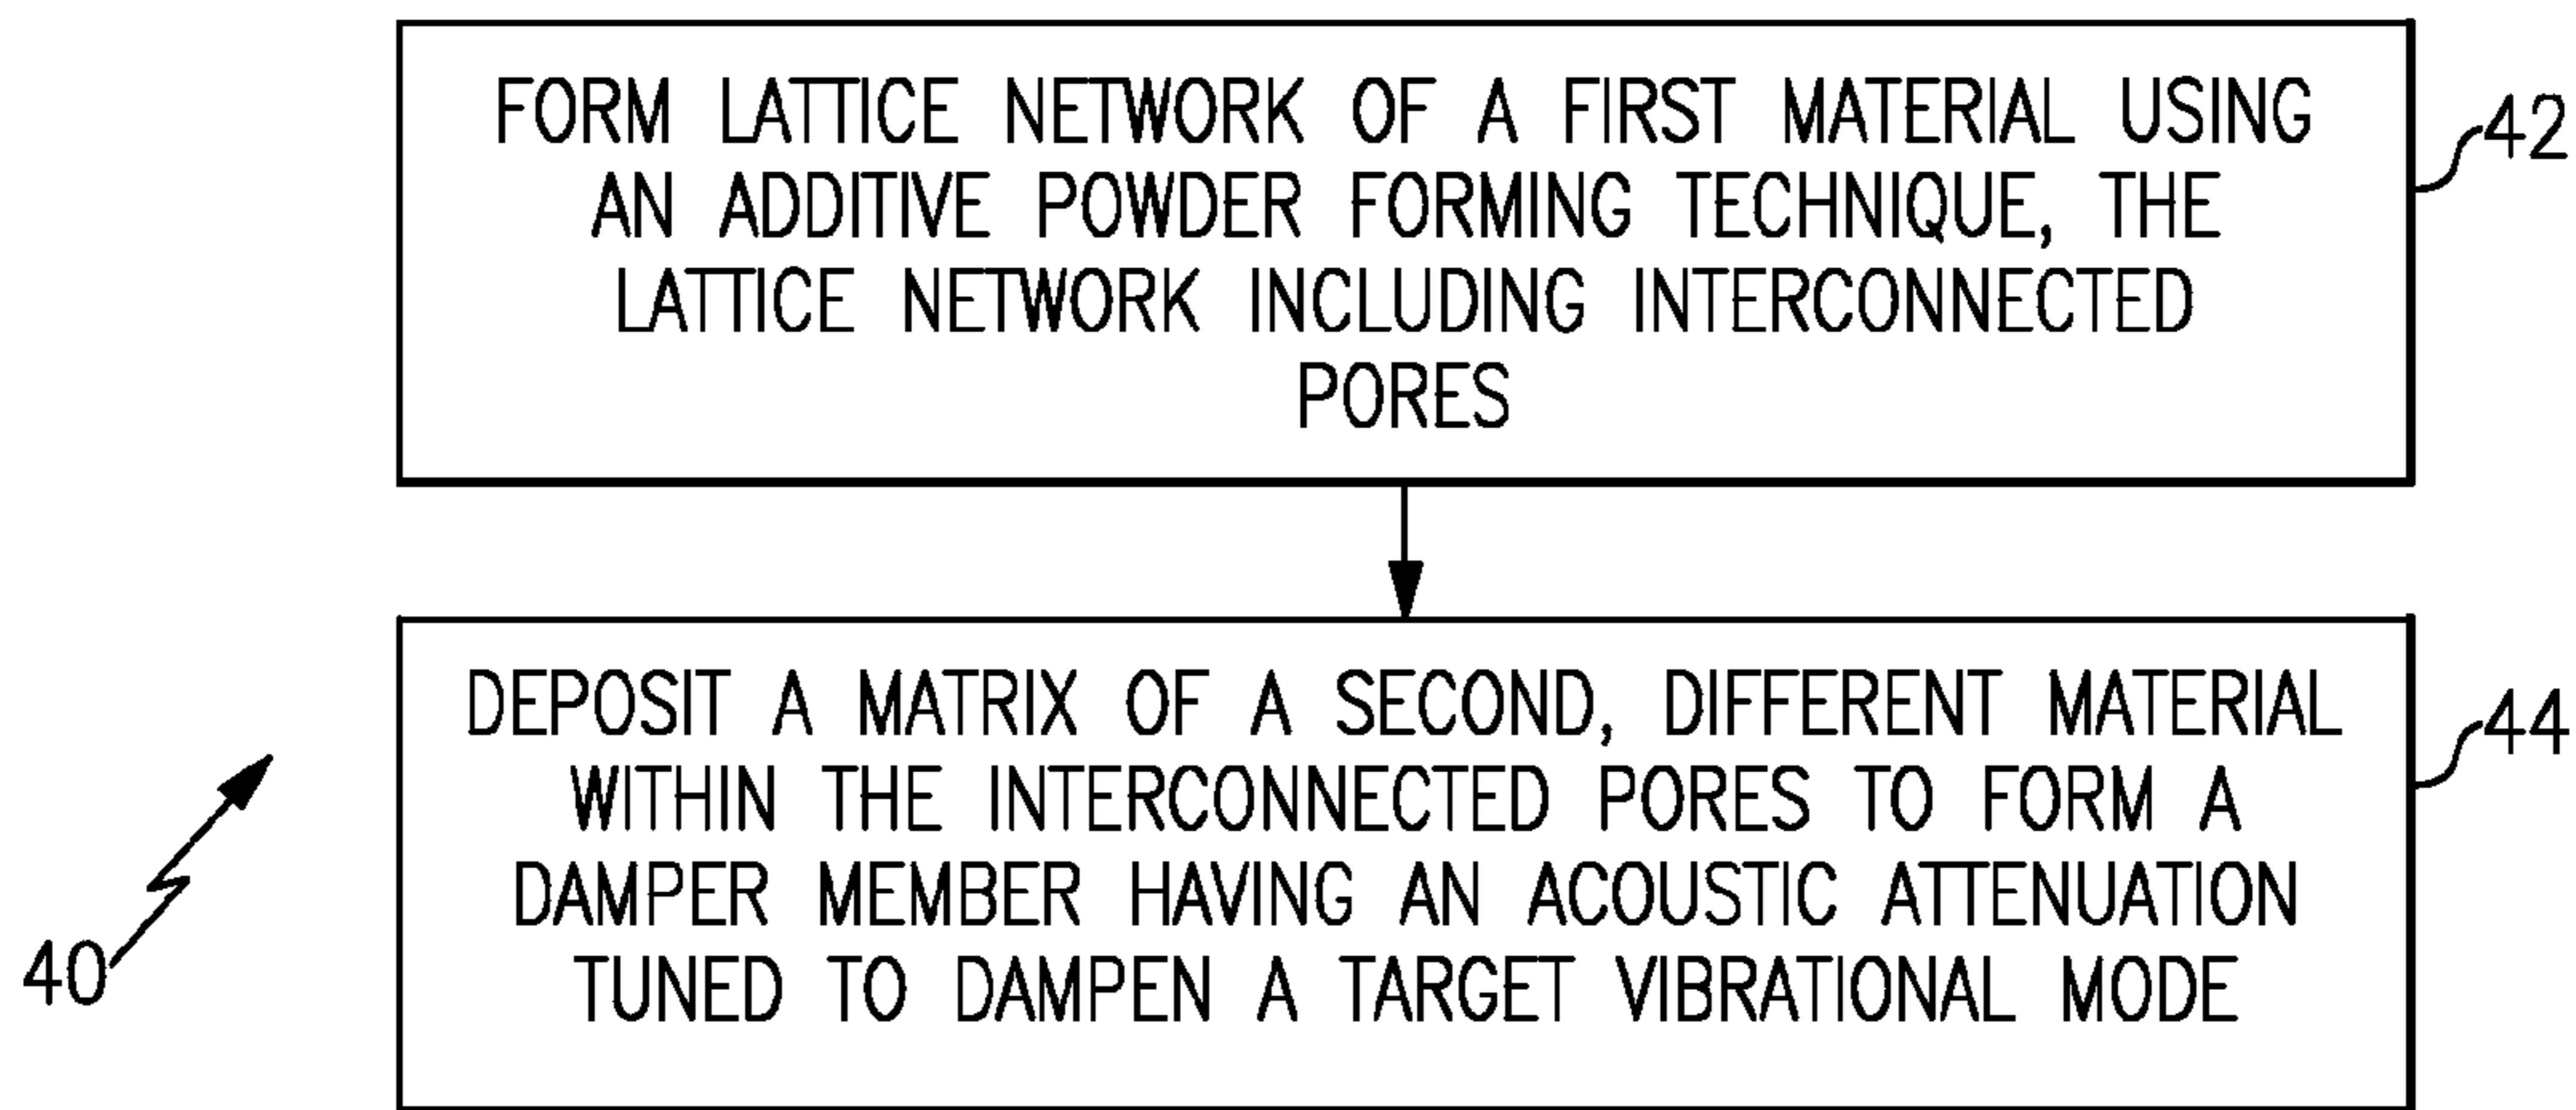 FORM LATTICE NETWORK OF A FIRST MATERIAL USING
AN ADDITIVE POWDER FORMING TECHNIQUE, THE
LATTICE NETWORK INCLUDING INTERCONNECTED
PORES
42
DEPOSIT A MATRIX OF A SECOND, DIFFERENT MATERIAL
WITHIN THE INTERCONNECTED PORES TO FORM A
DAMPER MEMBER HAVING AN ACOUSTIC ATTENUATION
TUNED TO DAMPEN A TARGET VIBRATIONAL MODE
44
40